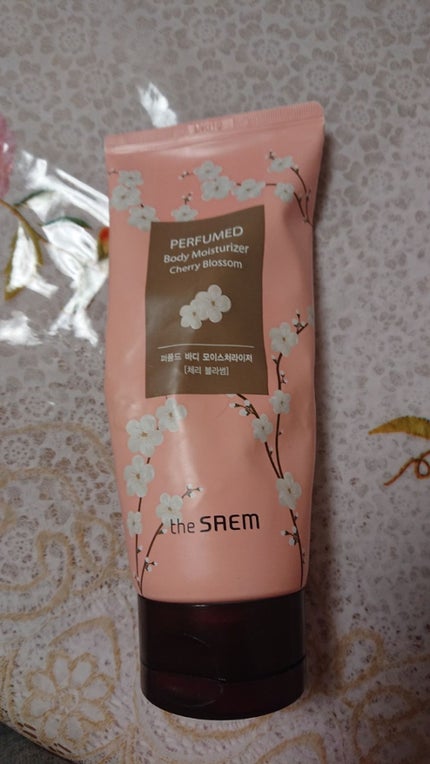 PERFUMED
Body Moisturizer
Cherry Blossom
퍼퓸드 바디 모이스처라이저
[체리 블라썸]
the SAEM